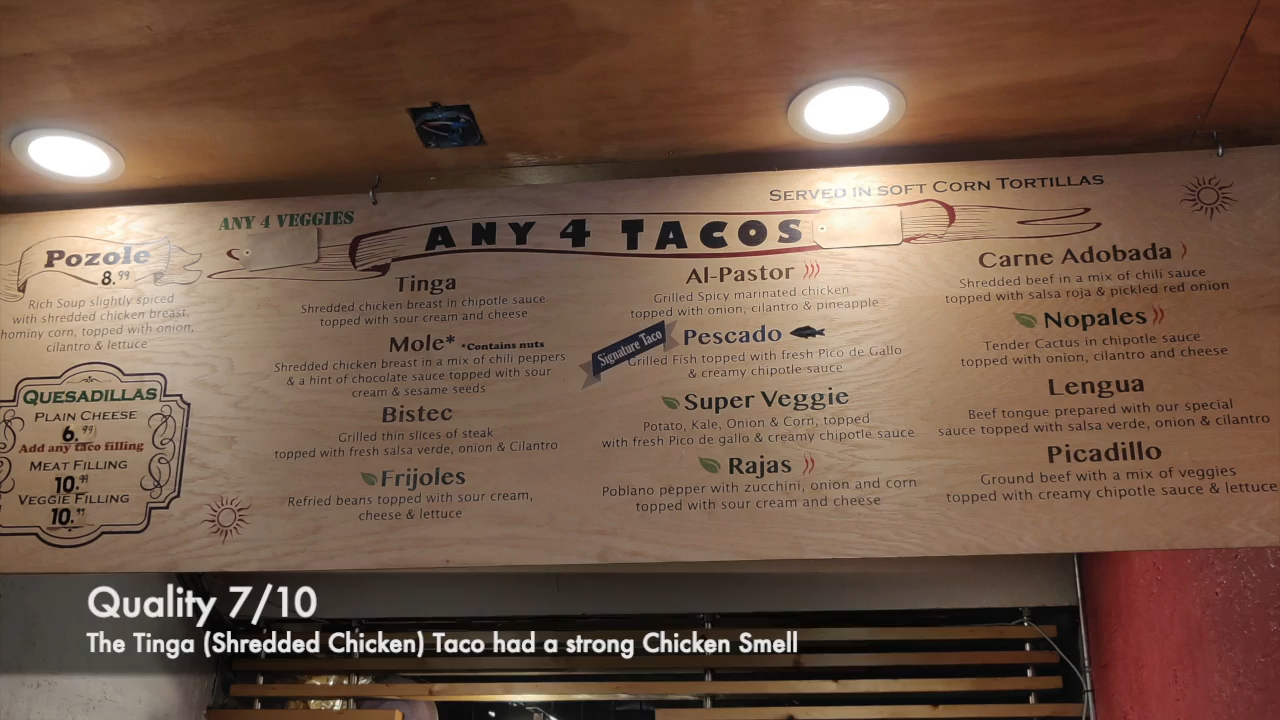 SERVED IN SOFT CORN TORTILLAS
ANY 4 VEGGIES
ANY 4 TACOS
Pozole
8.99
Rich Soup slightly spiced
with shredded chicken breast,
hominy corn, topped with onion,
cilantro & lettuce
QUESADILLAS
PLAIN CHEESE
6.99
Add any taco filling
MEAT FILLING
10.99
VEGGIE FILLING
10.99
Tinga
Shredded chicken breast in chipotle sauce
topped with sour cream and cheese
Mole* *Contains nuts
Shredded chicken breast in a mix of chili peppers
& a hint of chocolate sauce topped with sour
cream & sesame seeds
Bistec
Grilled thin slices of steak
topped with fresh salsa verde, onion & Cilantro
Frijoles
Refried beans topped with sour cream,
cheese & lettuce
Al-Pastor
Grilled Spicy marinated chicken
topped with onion, cilantro & pineapple
Signature Taco
Pescado
Grilled Fish topped with fresh Pico de Gallo
& creamy chipotle sauce
Super Veggie
Potato, Kale, Onion & Corn, topped
with fresh Pico de gallo & creamy chipotle sauce
Rajas
Poblano pepper with zucchini, onion and corn
topped with sour cream and cheese
Carne Adobada
Shredded beef in a mix of chili sauce
topped with salsa roja & pickled red onion
Nopales
Tender Cactus in chipotle sauce
topped with onion, cilantro and cheese
Lengua
Beef tongue prepared with our special
sauce topped with salsa verde, onion & cilantro
Picadillo
Ground beef with a mix of veggies
topped with creamy chipotle sauce & lettuce
Quality 7/10
The Tinga (Shredded Chicken) Taco had a strong Chicken Smell